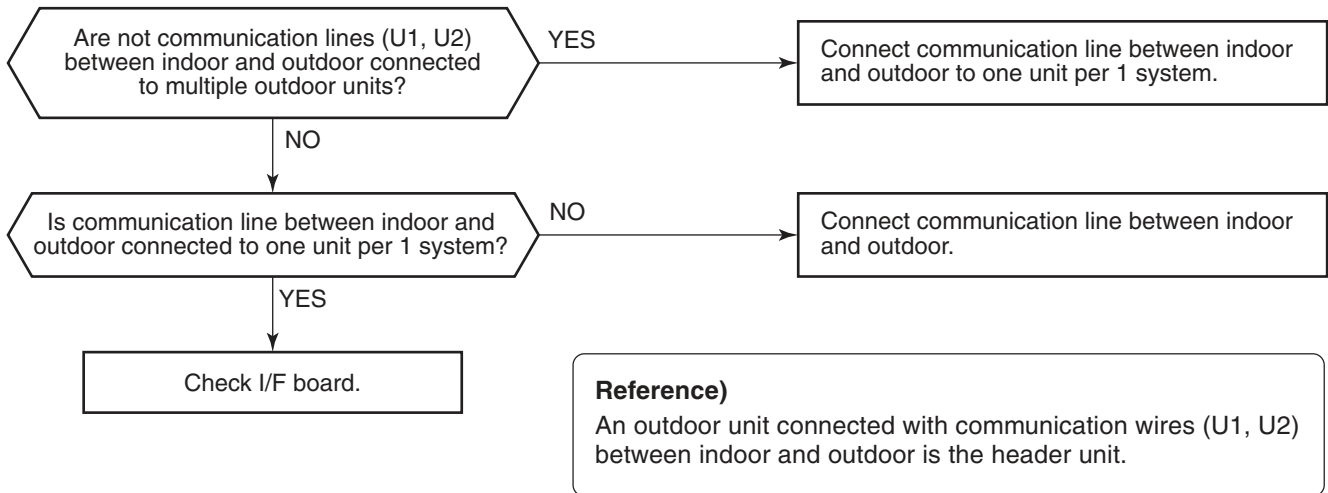 Are not communication lines (U1, U2)
between indoor and outdoor connected
to multiple outdoor units?
YES
Connect communication line between indoor
and outdoor to one unit per 1 system.
NO
Is communication line between indoor and
outdoor connected to one unit per 1 system?
NO
Connect communication line between indoor
and outdoor.
YES
Check I/F board.
Reference)
An outdoor unit connected with communication wires (U1, U2)
between indoor and outdoor is the header unit.